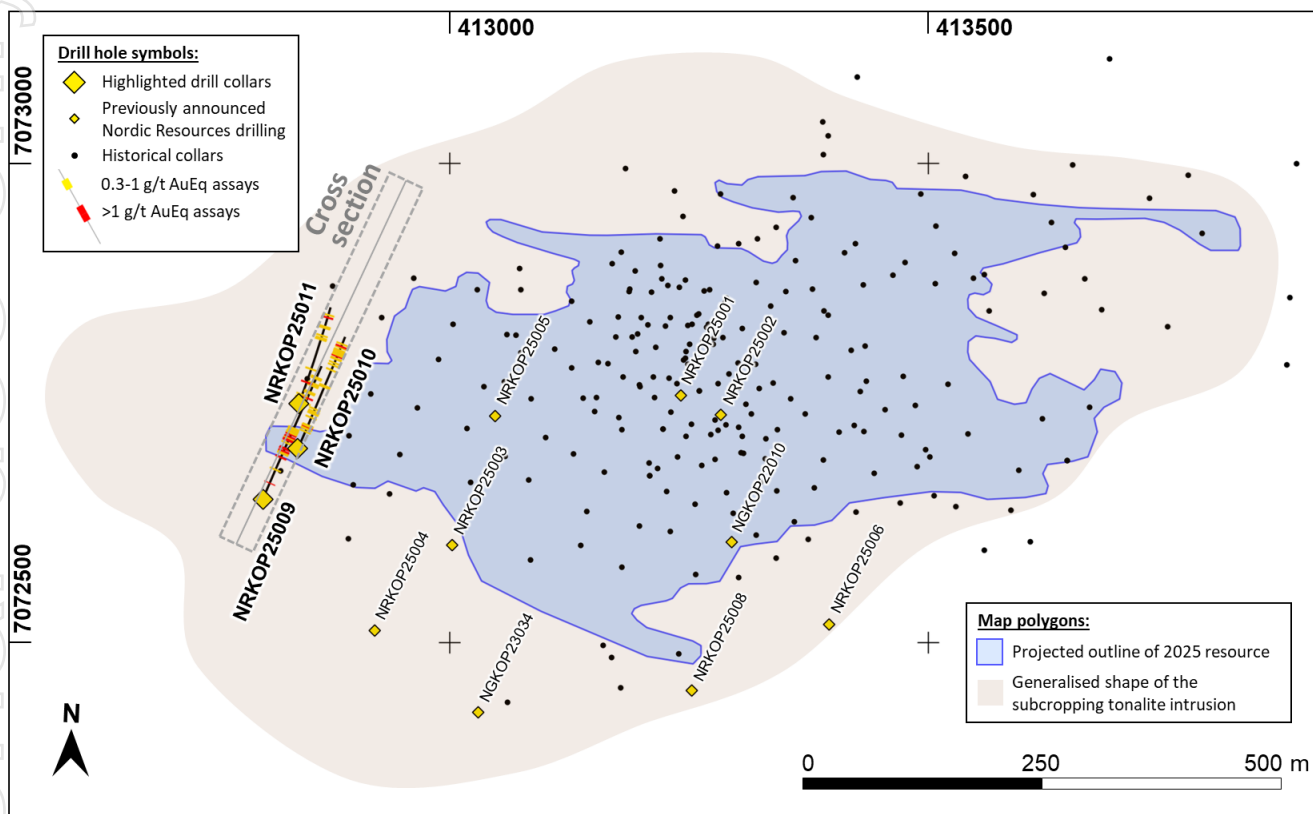 413000
413500
7073000
7072500
Drill hole symbols:
Highlighted drill collars
Previously announced
Nordic Resources drilling
Historical collars
0.3-1 g/t AuEq assays
>1 g/t AuEq assays
Cross
section
NRKOP25011
NRKOP25010
NRKOP25009
NRKOP25005
NRKOP25001
NRKOP25002
NRKOP25003
NGKOP22010
NRKOP25004
NRKOP25006
NGKOP23034
NRKOP25008
Map polygons:
Projected outline of 2025 resource
Generalised shape of the
subcropping tonalite intrusion
N
0 250 500 m